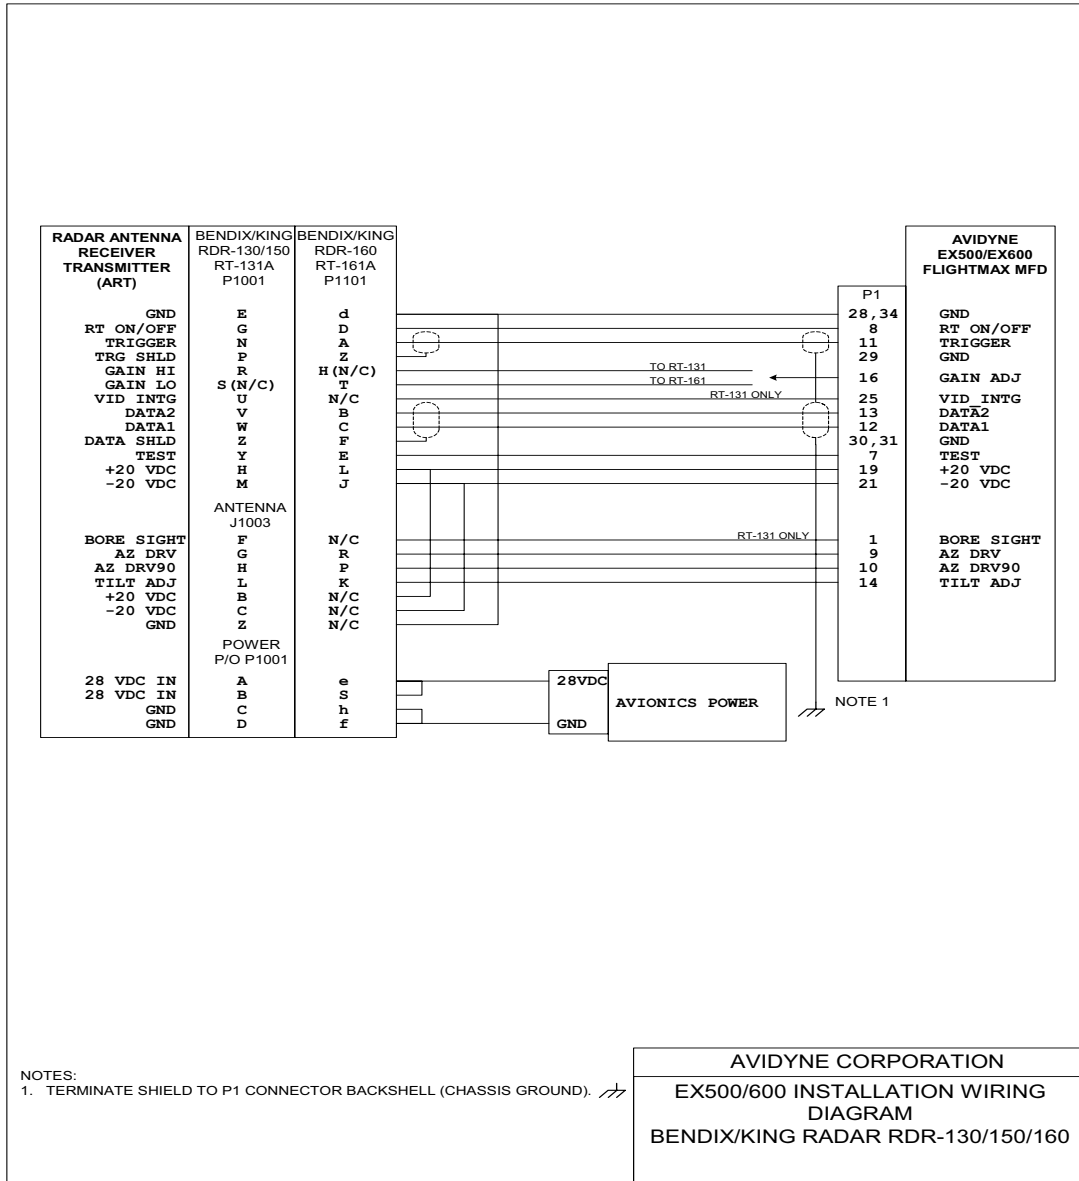 RADAR ANTENNA RECEIVER TRANSMITTER (ART) BENDIX/KING RDR-130/150 RT-131A P1001 BENDIX/KING RDR-160 RT-161A P1101 AVIDYNE EX500/EX600 FLIGHTMAX MFD
P1
GND E d 28,34 GND
RT ON/OFF G D 8 RT ON/OFF
TRIGGER N A 11 TRIGGER
TRG SHLD P Z 29 GND
GAIN HI R H(N/C) TO RT-131
GAIN LO S(N/C) T TO RT-161 16 GAIN ADJ
VID INTG U N/C RT-131 ONLY 25 VID_INTG
DATA2 V B 13 DATA2
DATA1 W C 12 DATA1
DATA SHLD Z F 30,31 GND
TEST Y E 7 TEST
+20 VDC H L 19 +20 VDC
-20 VDC M J 21 -20 VDC
ANTENNA
J1003
BORE SIGHT F N/C RT-131 ONLY 1 BORE SIGHT
AZ DRV G R 9 AZ DRV
AZ DRV90 H P 10 AZ DRV90
TILT ADJ L K 14 TILT ADJ
+20 VDC B N/C
-20 VDC C N/C
GND Z N/C
POWER
P/O P1001
28 VDC IN A e 28VDC
28 VDC IN B S AVIONICS POWER NOTE 1
GND C h
GND D f GND
NOTES:
1. TERMINATE SHIELD TO P1 CONNECTOR BACKSHELL (CHASSIS GROUND).
AVIDYNE CORPORATION
EX500/600 INSTALLATION WIRING
DIAGRAM
BENDIX/KING RADAR RDR-130/150/160